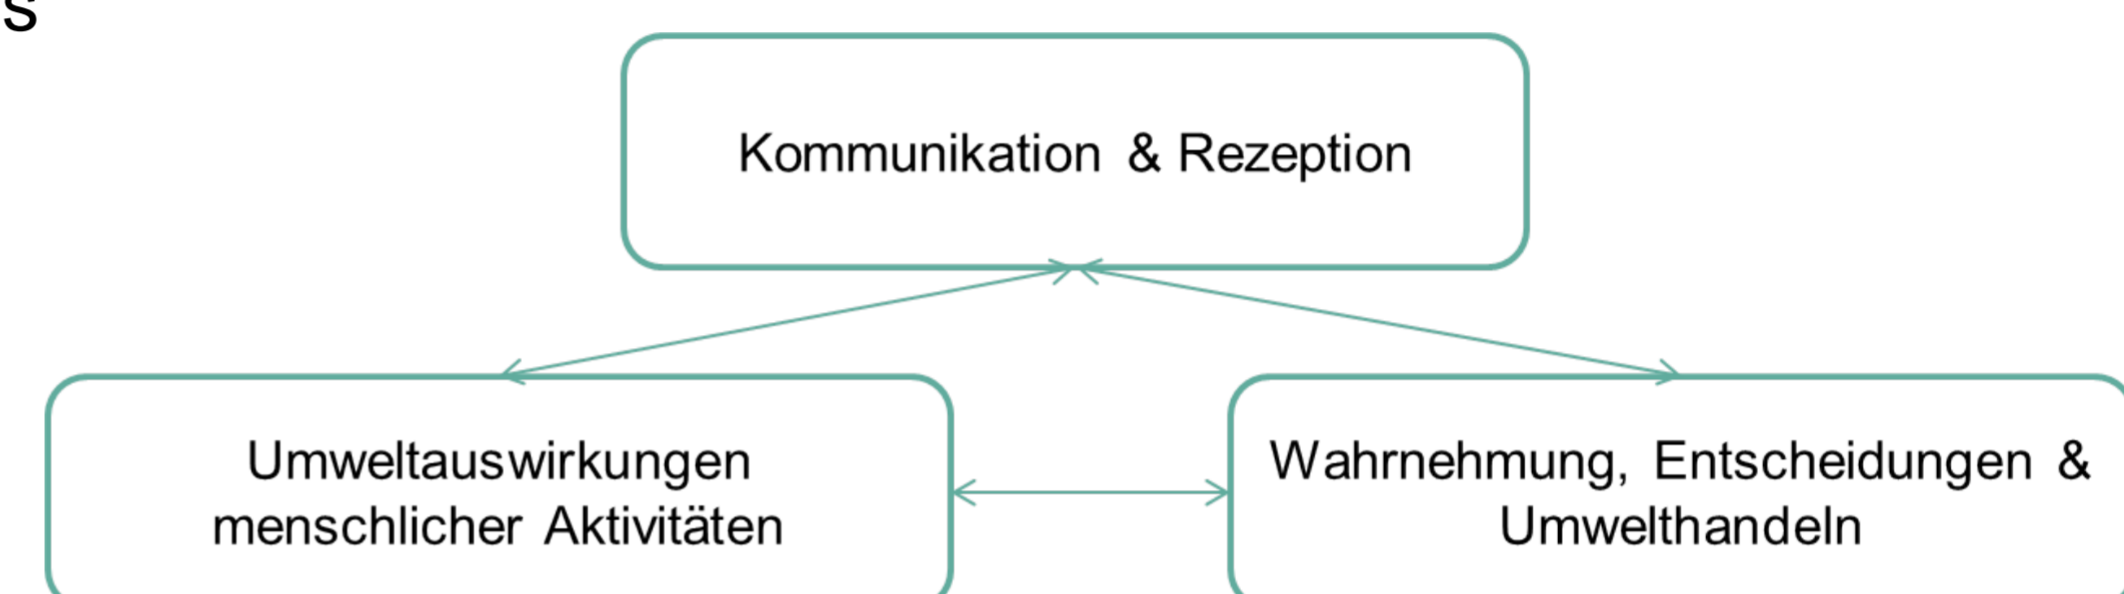 s
Kommunikation & Rezeption
Umweltauswirkungen
menschlicher Aktivitäten
Wahrnehmung, Entscheidungen &
Umwelthandeln